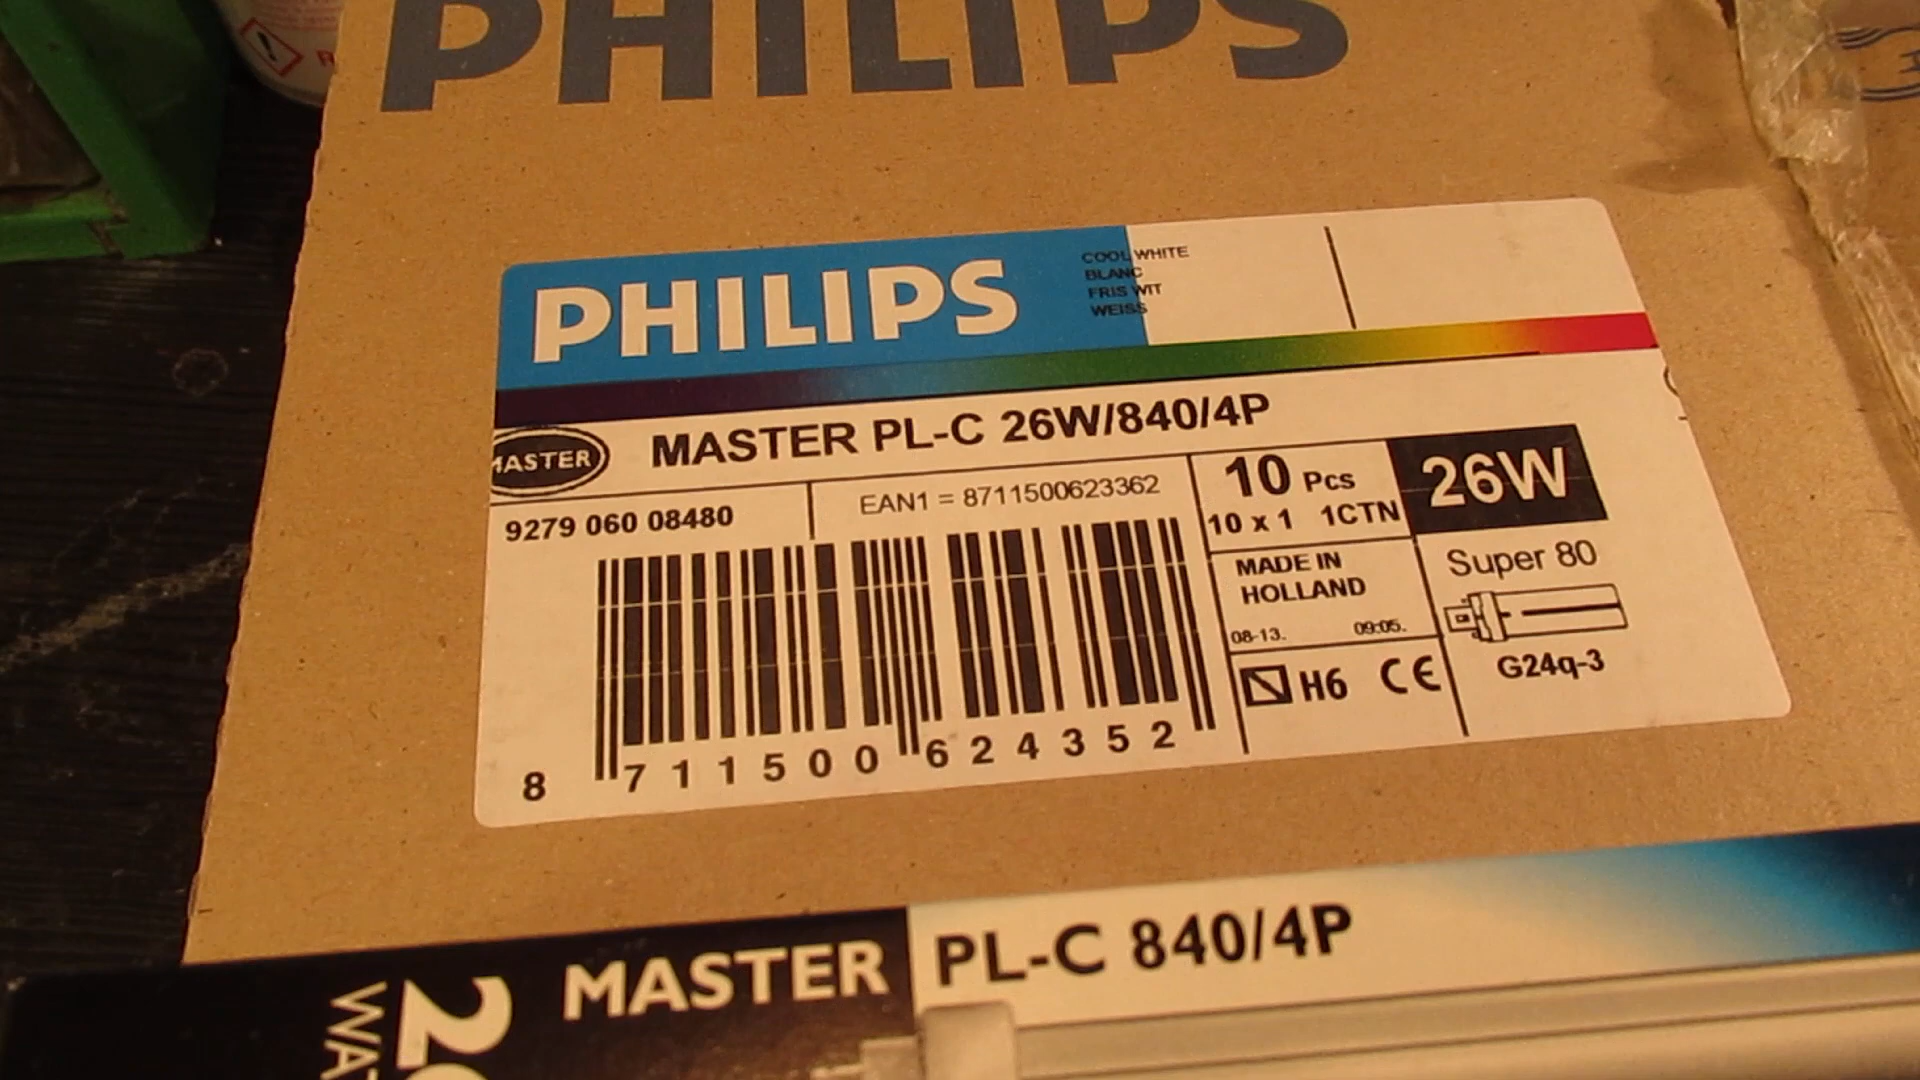 PHILIPS
PHILIPS
COOL WHITE
BLANC
FRIS WIT
WEISS
MASTER
MASTER PL-C 26W/840/4P
9279 060 08480
EAN1 = 8711500623362
10 Pcs
10 x 1 1CTN
26W
MADE IN
HOLLAND
08-13. 09:05.
Super 80
H6 CE
G24q-3
8 711500 624352
MASTER PL-C 840/4P